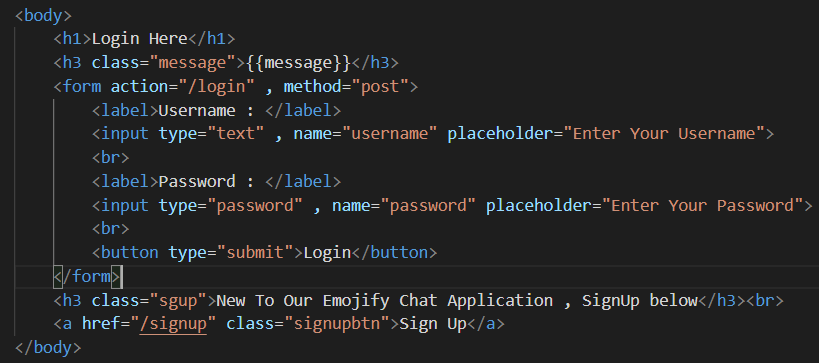 <body>
<h1>Login Here</h1>
<h3 class="message">{{message}}</h3>
<form action="/login" , method="post">
<label>Username : </label>
<input type="text" , name="username" placeholder="Enter Your Username">
<br>
<label>Password : </label>
<input type="password" , name="password" placeholder="Enter Your Password">
<br>
<button type="submit">Login</button>
</form>
<h3 class="sgup">New To Our Emojify Chat Application , SignUp below</h3><br>
<a href="/signup" class="signupbtn">Sign Up</a>
</body>